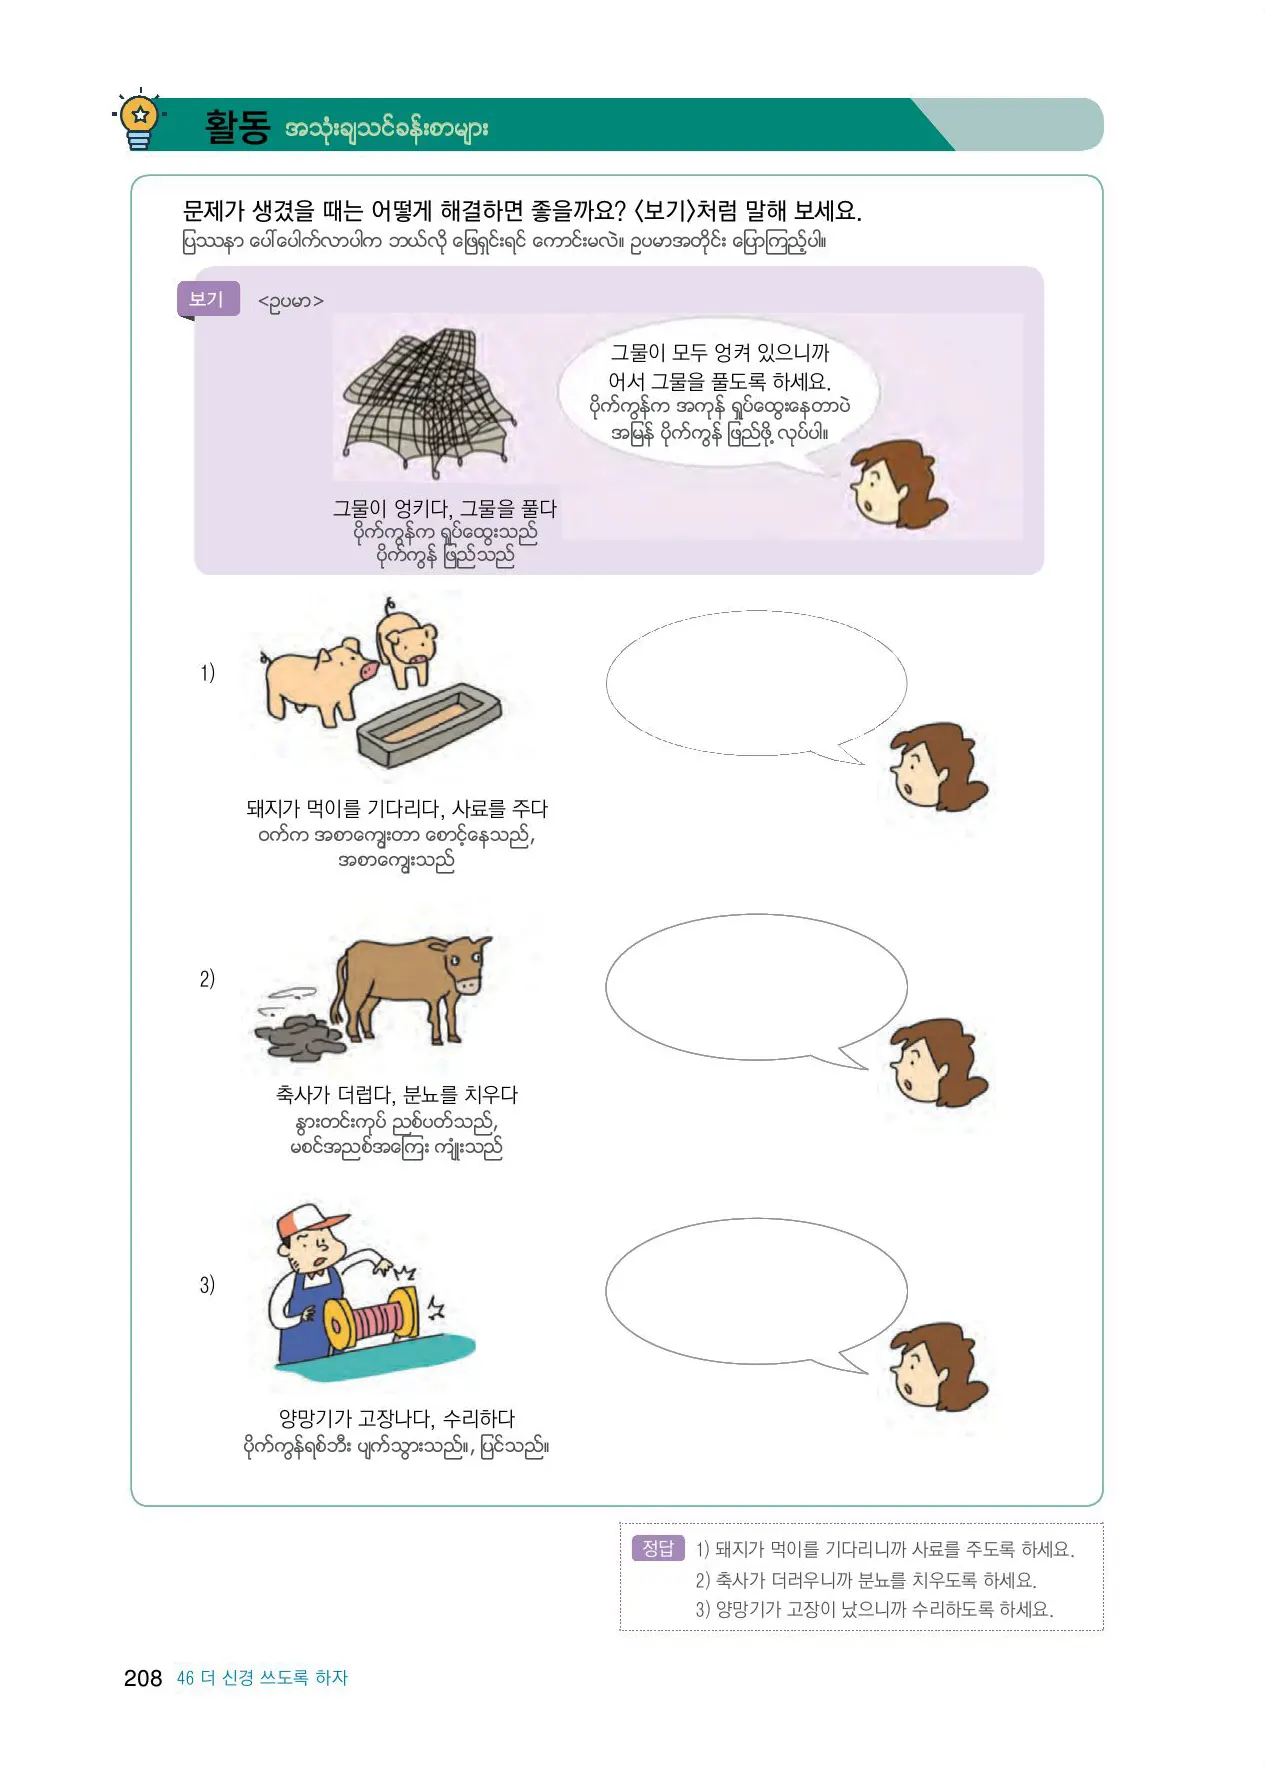 활동 အသုံးချသင်ခန်းစာများ
문제가 생겼을 때는 어떻게 해결하면 좋을까요? 〈보기〉처럼 말해 보세요.
ပြဿနာ ပေါ်ပေါက်လာပါက ဘယ်လို ဖြေရှင်းရင် ကောင်းမလဲ။ ဥပမာအတိုင်း ပြောကြည့်ပါ။
보기 <ဥပမာ>
그물이 모두 엉켜 있으니까
어서 그물을 풀도록 하세요.
ပိုက်ကွန်က အကုန် ရှုပ်ထွေးနေတာပဲ
အမြန် ပိုက်ကွန် ဖြည်ဖို့ လုပ်ပါ။
그물이 엉키다, 그물을 풀다
ပိုက်ကွန်က ရှုပ်ထွေးသည်
ပိုက်ကွန် ဖြည်သည်
1)
돼지가 먹이를 기다리다, 사료를 주다
ဝက်က အစာကျွေးတာ စောင့်နေသည်,
အစာကျွေးသည်
2)
축사가 더럽다, 분뇨를 치우다
နွားတင်းကုပ် ညစ်ပတ်သည်,
မစင်အညစ်အကြေး ကျုံးသည်
3)
양망기가 고장나다, 수리하다
ပိုက်ကွန်ရစ်ဘီး ပျက်သွားသည်။, ပြင်သည်။
정답 1) 돼지가 먹이를 기다리니까 사료를 주도록 하세요.
2) 축사가 더러우니까 분뇨를 치우도록 하세요.
3) 양망기가 고장이 났으니까 수리하도록 하세요.
208 46 더 신경 쓰도록 하자